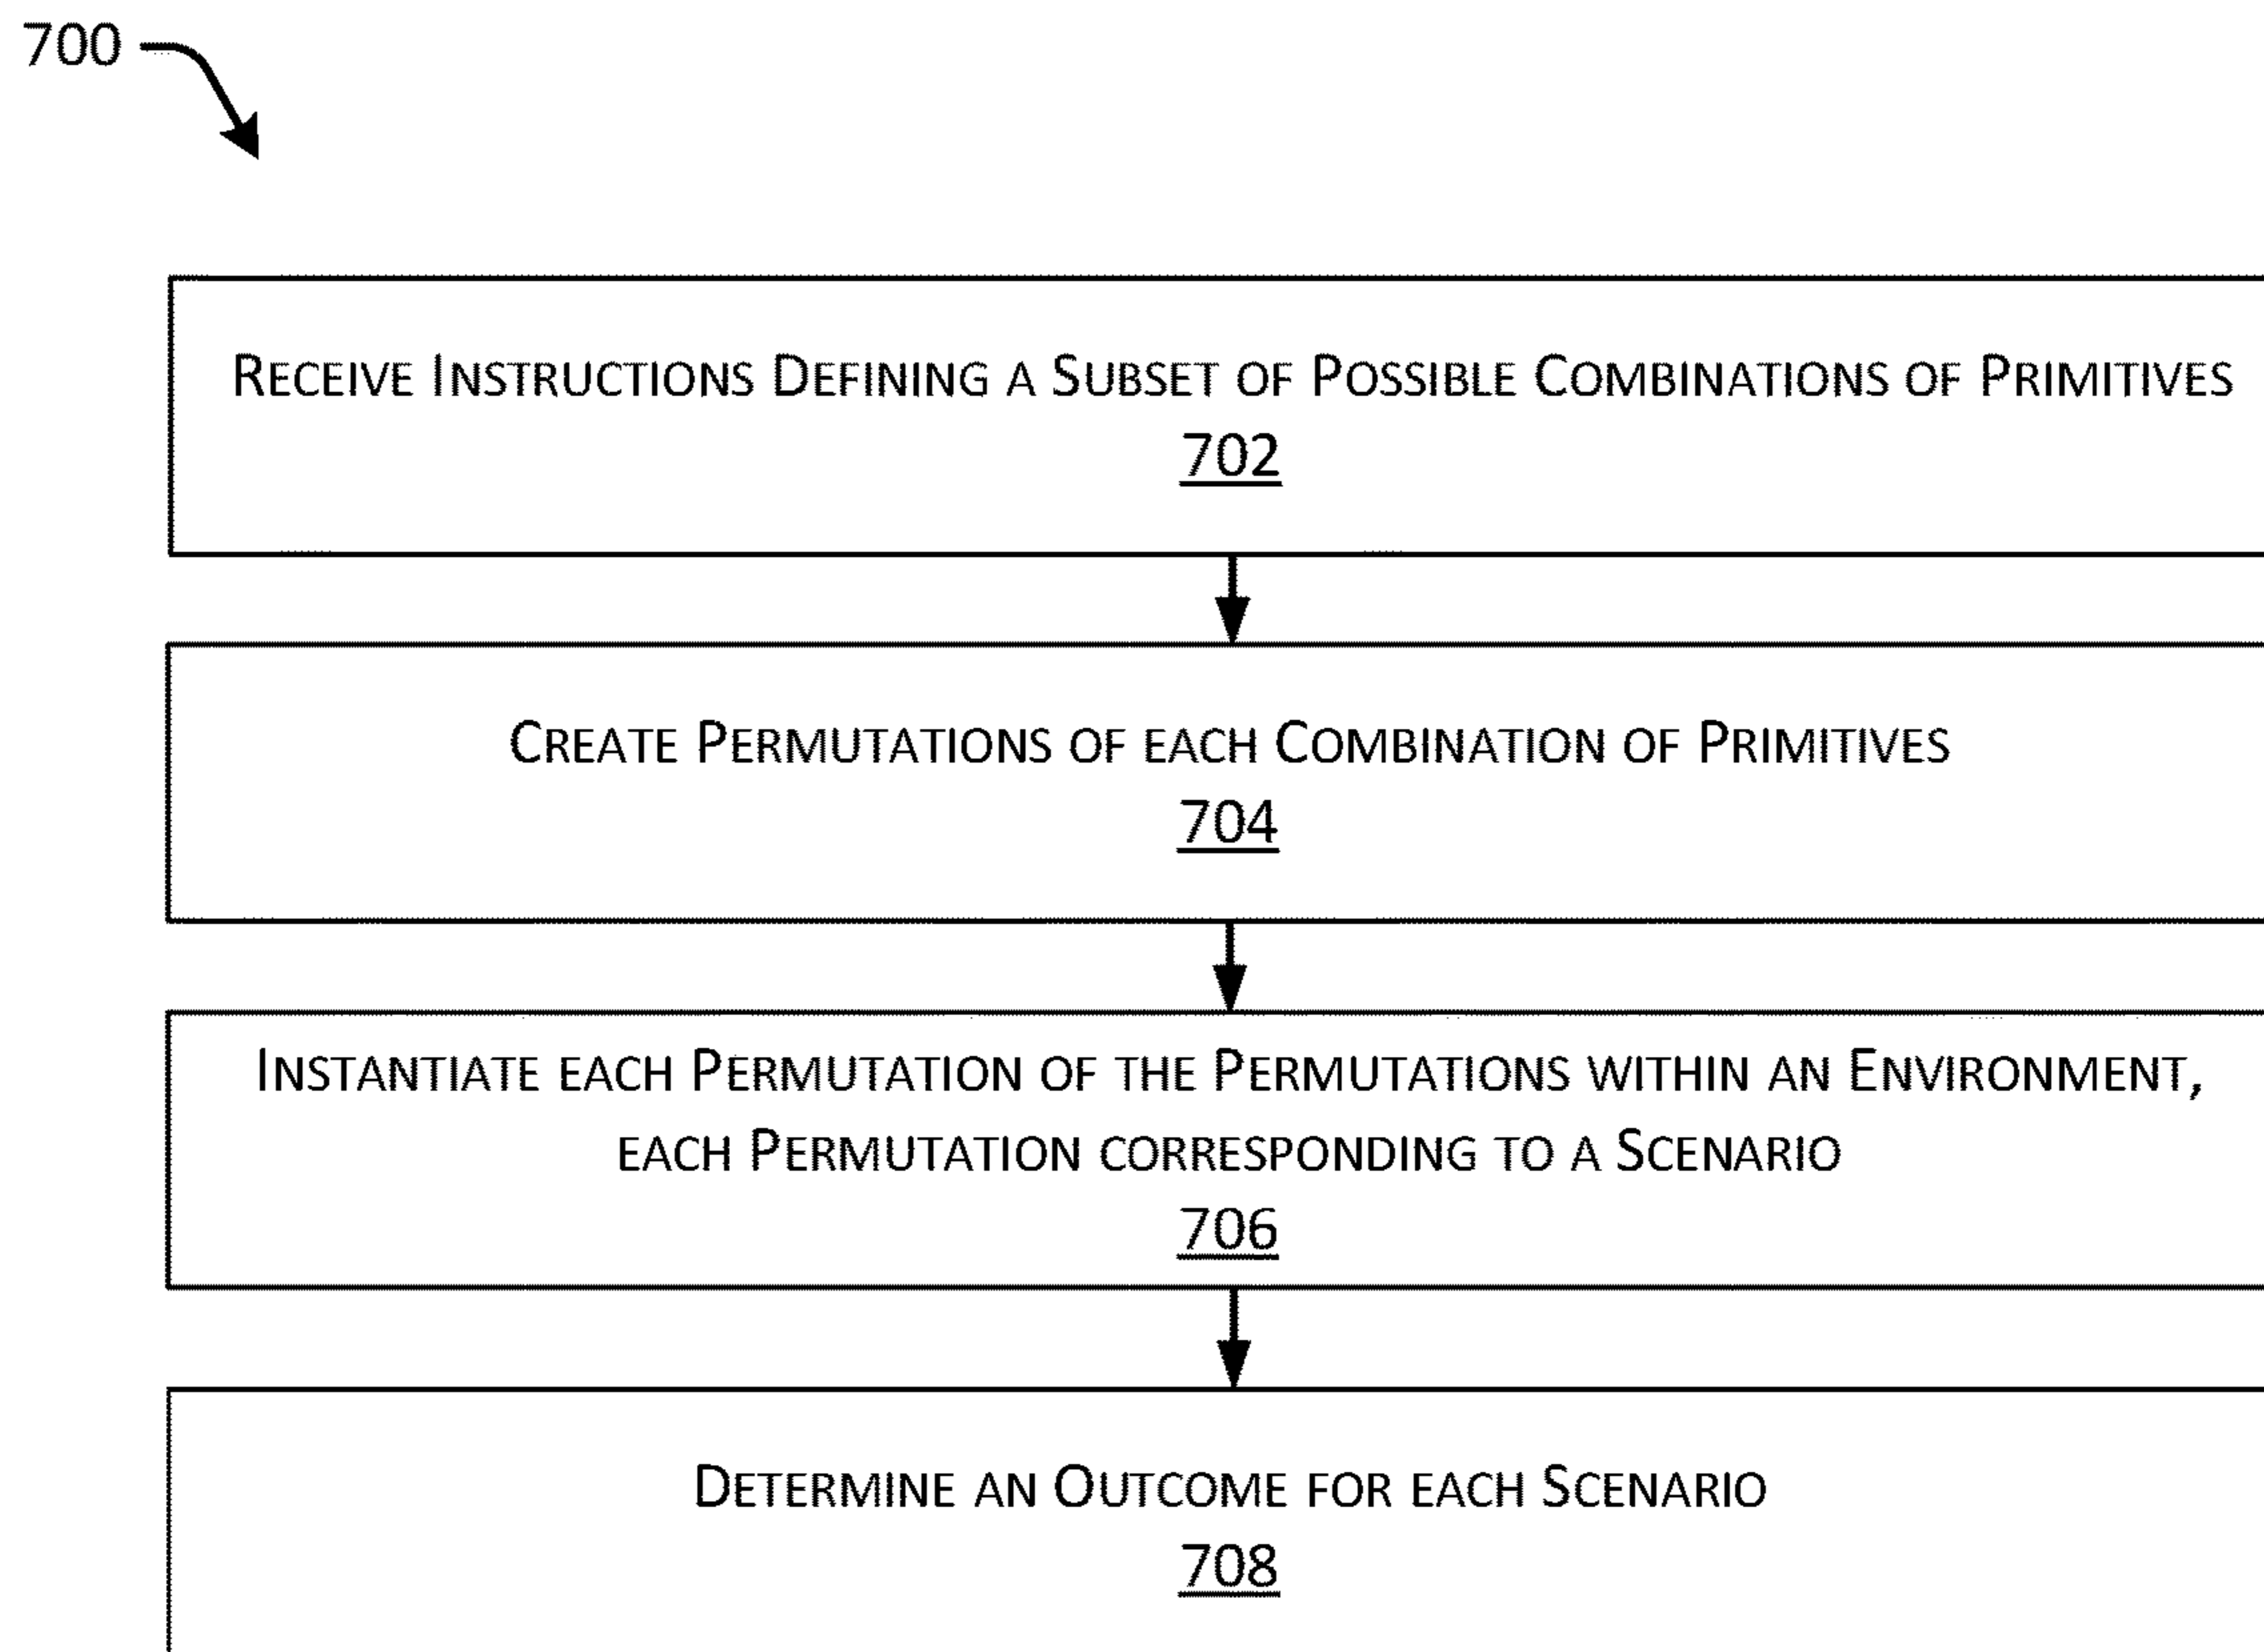 700
Receive Instructions Defining a Subset of Possible Combinations of Primitives
702
Create Permutations of each Combination of Primitives
704
Instantiate each Permutation of the Permutations within an Environment,
each Permutation corresponding to a Scenario
706
Determine an Outcome for each Scenario
708